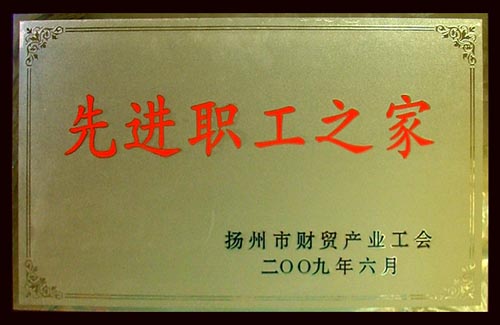 先进职工之家
扬州市财贸产业工会
二〇〇九年六月